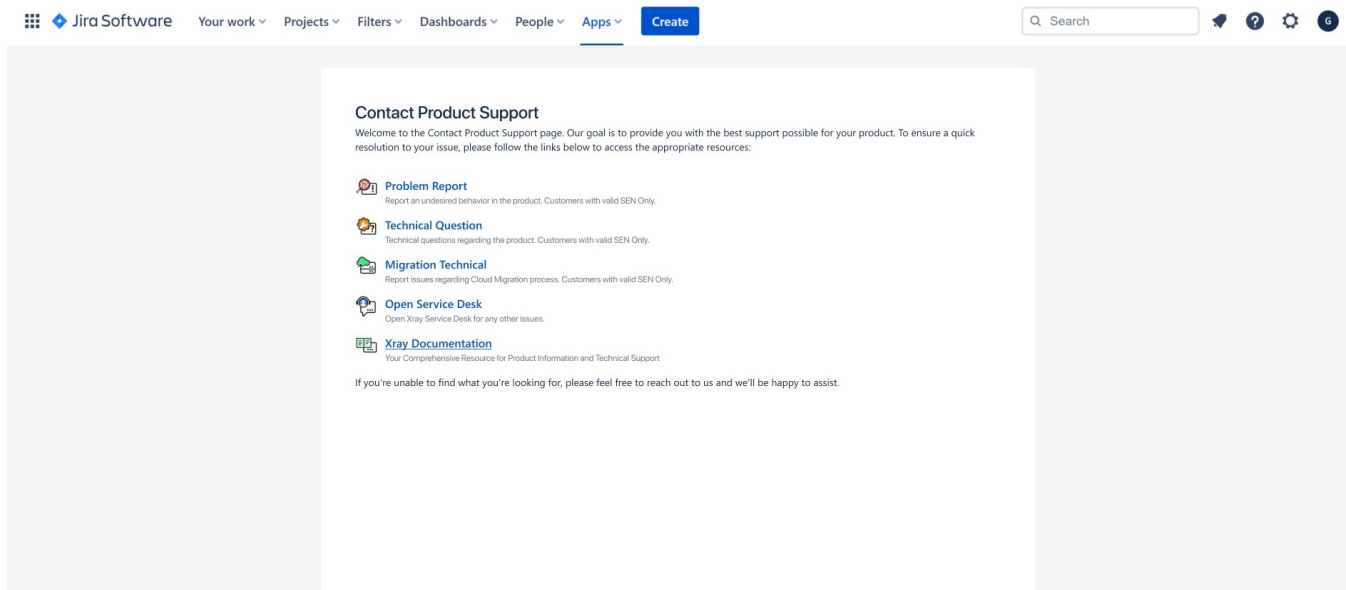 Jira Software Your work Projects Filters Dashboards People Apps Create Search G
Contact Product Support
Welcome to the Contact Product Support page. Our goal is to provide you with the best support possible for your product. To ensure a quick
resolution to your issue, please follow the links below to access the appropriate resources:
Problem Report
Report an undesired behavior in the product. Customers with valid SEN Only.
Technical Question
Technical questions regarding the product. Customers with valid SEN Only.
Migration Technical
Report issues regarding Cloud Migration process. Customers with valid SEN Only.
Open Service Desk
Open Xray Service Desk for any other issues.
Xray Documentation
Your Comprehensive Resource for Product Information and Technical Support
If you're unable to find what you're looking for, please feel free to reach out to us and we'll be happy to assist.